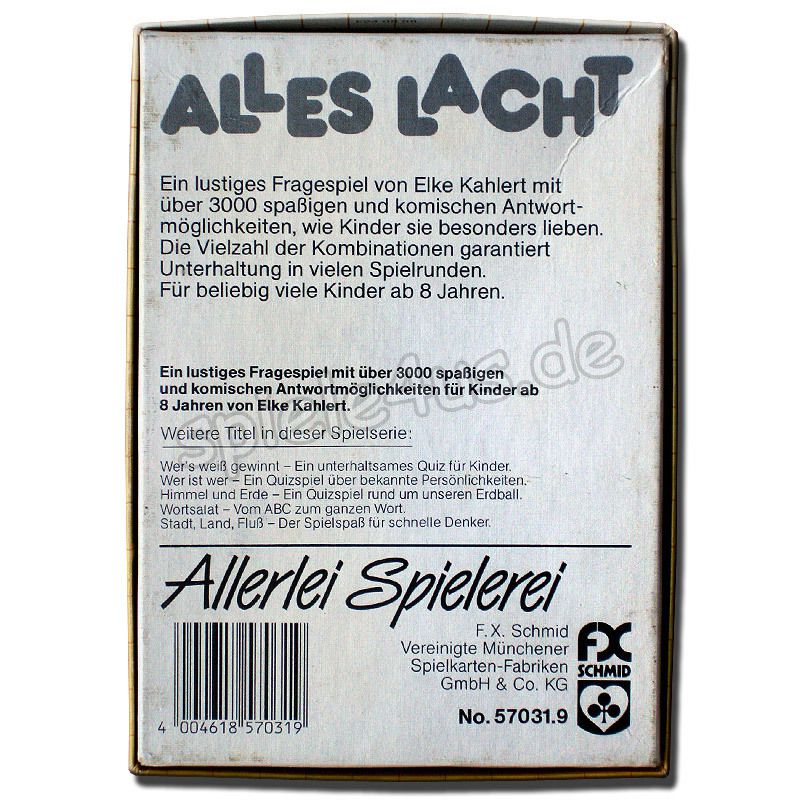 ALLES LACHT
Ein lustiges Fragespiel von Elke Kahlert mit
über 3000 spaßigen und komischen Antwort-
möglichkeiten, wie Kinder sie besonders lieben.
Die Vielzahl der Kombinationen garantiert
Unterhaltung in vielen Spielrunden.
Für beliebig viele Kinder ab 8 Jahren.
spiele4us.de
Ein lustiges Fragespiel mit über 3000 spaßigen
und komischen Antwortmöglichkeiten für Kinder ab
8 Jahren von Elke Kahlert.
Weitere Titel in dieser Spielserie:
Wer's weiß gewinnt – Ein unterhaltsames Quiz für Kinder.
Wer ist wer – Ein Quizspiel über bekannte Persönlichkeiten.
Himmel und Erde – Ein Quizspiel rund um unseren Erdball.
Wortsalat – Vom ABC zum ganzen Wort.
Stadt, Land, Fluß – Der Spielspaß für schnelle Denker.
Allerlei Spielerei
F.X. Schmid
Vereinigte Münchener
Spielkarten-Fabriken
GmbH & Co. KG
No. 57031.9
FX
SCHMID
4 004618 570319